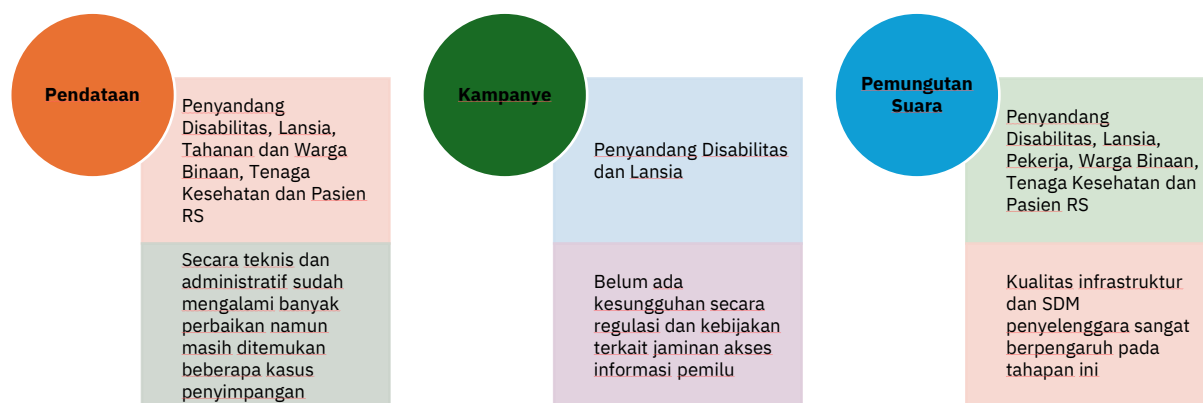 Pendataan
Penyandang
Disabilitas, Lansia,
Tahanan dan Warga
Binaan, Tenaga
Kesehatan dan Pasien
RS
Secara teknis dan
administratif sudah
mengalami banyak
perbaikan namun
masih ditemukan
beberapa kasus
penyimpangan
Kampanye
Penyandang Disabilitas
dan Lansia
Belum ada
kesungguhan secara
regulasi dan kebijakan
terkait jaminan akses
informasi pemilu
Pemungutan
Suara
Penyandang
Disabilitas, Lansia,
Pekerja, Warga Binaan,
Tenaga Kesehatan dan
Pasien RS
Kualitas infrastruktur
dan SDM
penyelenggara sangat
berpengaruh pada
tahapan ini